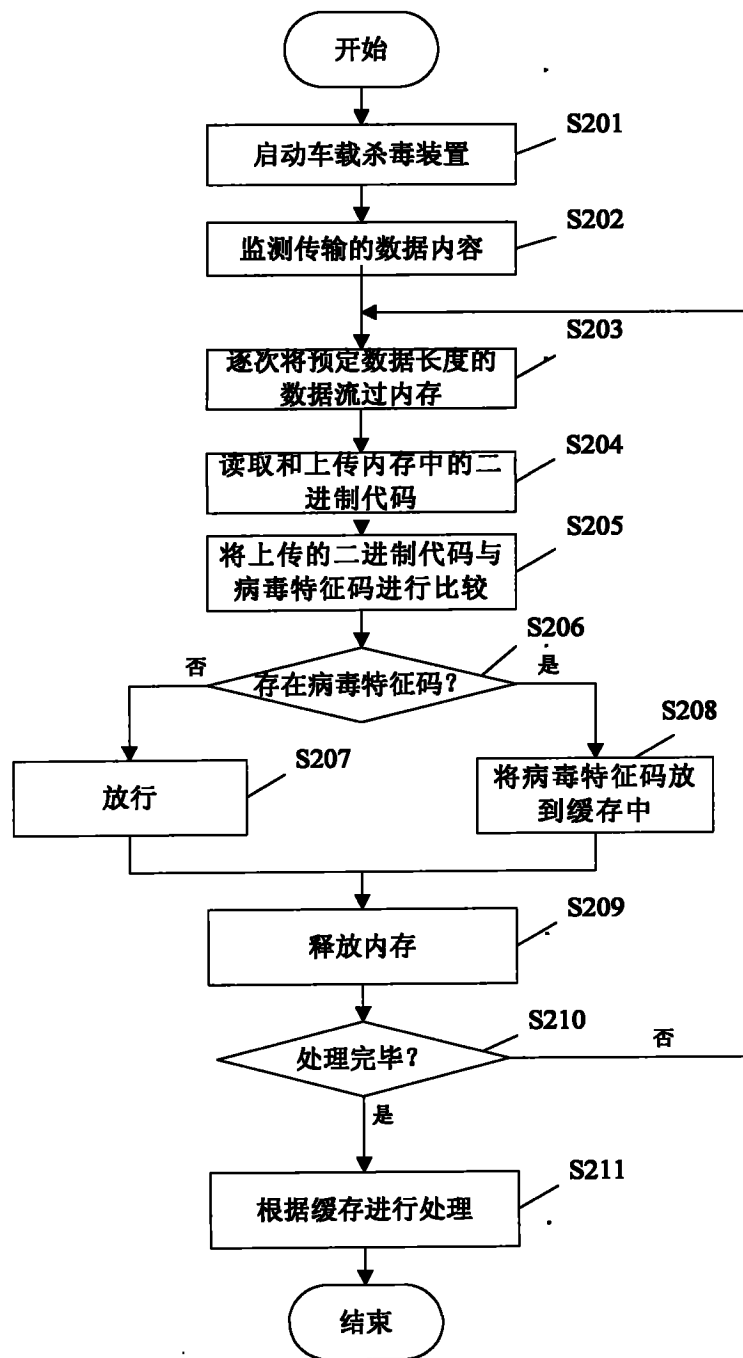 开始
S201
启动车载杀毒装置
S202
监测传输的数据内容
S203
逐次将预定数据长度的
数据流过内存
S204
读取和上传内存中的二
进制代码
S205
将上传的二进制代码与
病毒特征码进行比较
S206
否
存在病毒特征码？
是
S207
放行
S208
将病毒特征码放
到缓存中
S209
释放内存
S210
处理完毕？
否
是
S211
根据缓存进行处理
结束